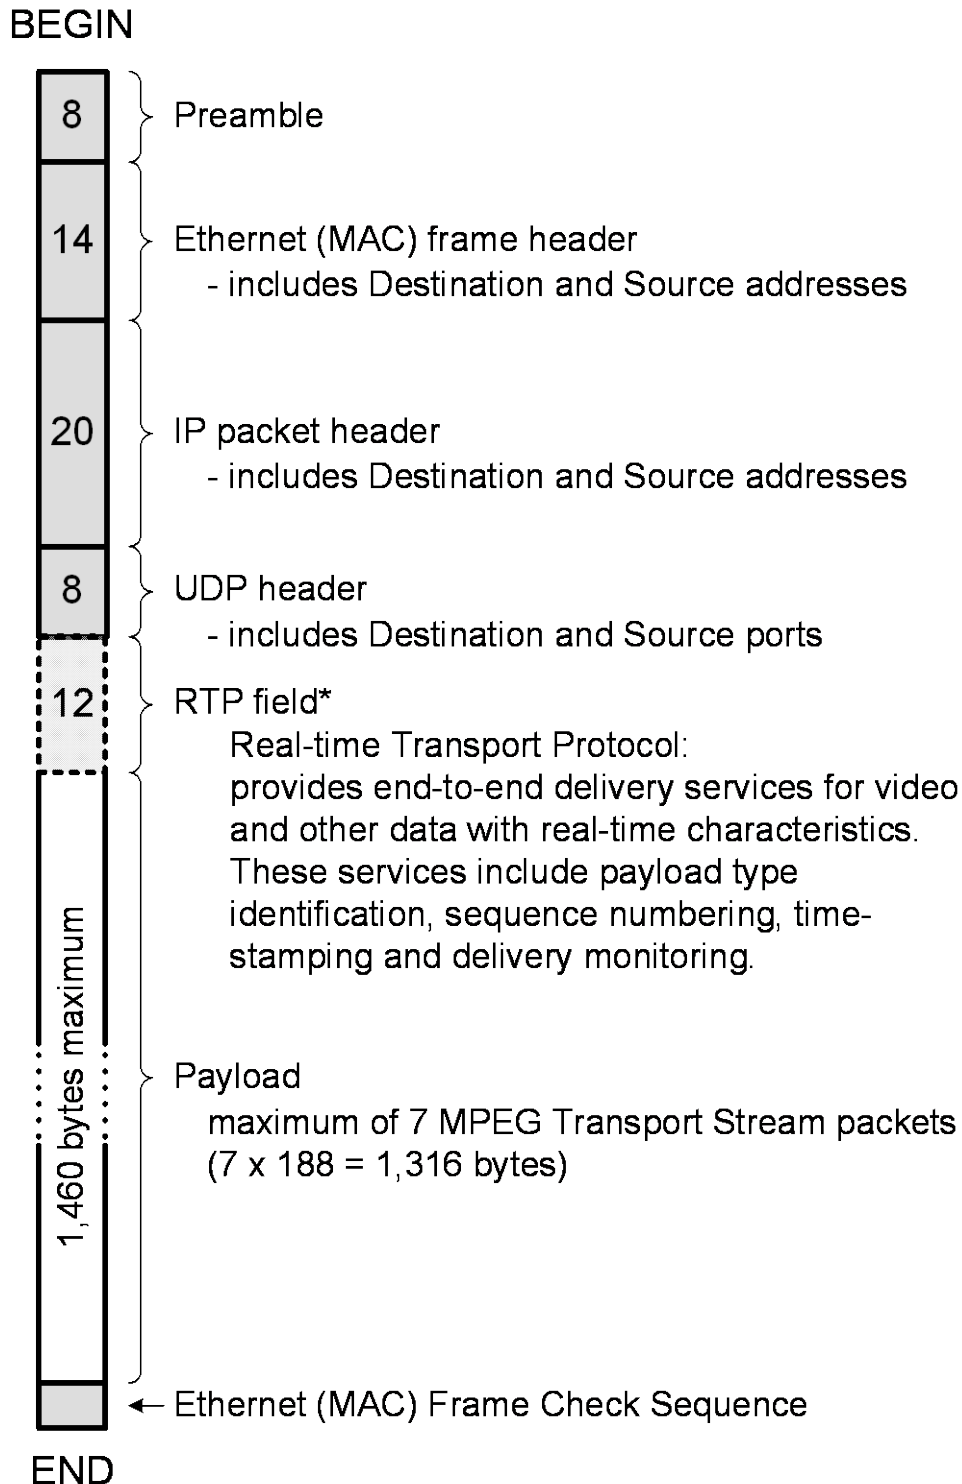 BEGIN
8
Preamble
14
Ethernet (MAC) frame header
- includes Destination and Source addresses
20
IP packet header
- includes Destination and Source addresses
8
UDP header
- includes Destination and Source ports
12
RTP field*
Real-time Transport Protocol:
provides end-to-end delivery services for video
and other data with real-time characteristics.
These services include payload type
identification, sequence numbering, time-
stamping and delivery monitoring.
1,460 bytes maximum
Payload
maximum of 7 MPEG Transport Stream packets
(7 x 188 = 1,316 bytes)
Ethernet (MAC) Frame Check Sequence
END